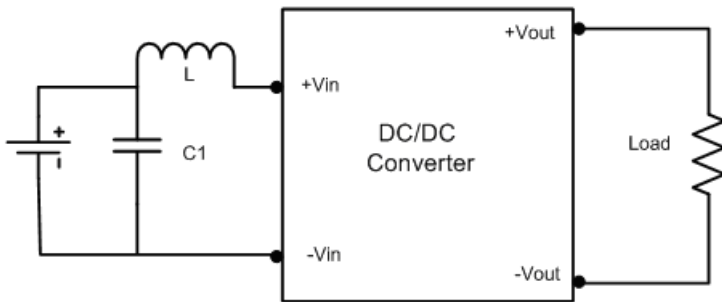 +Vout
L
+Vin
+
DC/DC
Converter
C1
Load
-Vin
-Vout